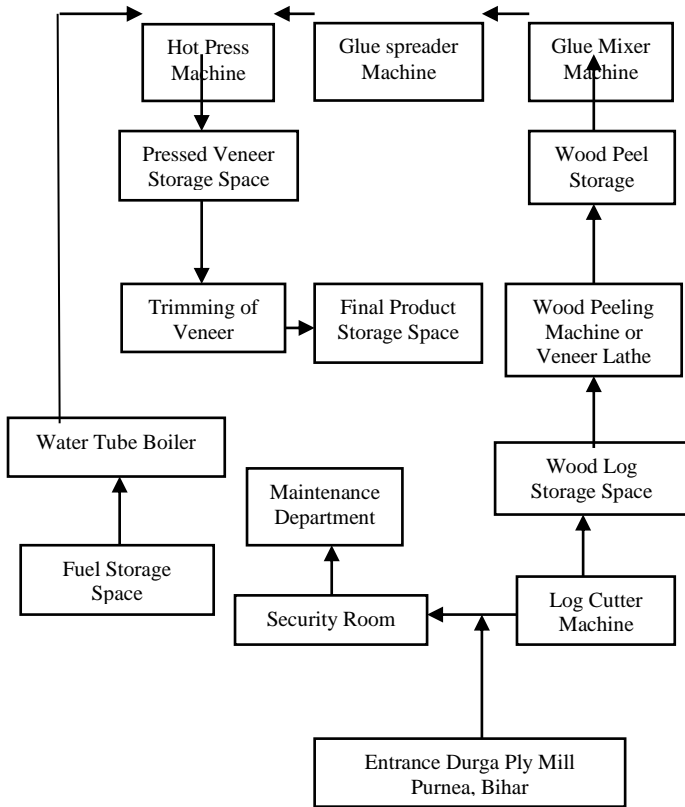 Hot Press
Machine
Glue spreader
Machine
Glue Mixer
Machine
Pressed Veneer
Storage Space
Wood Peel
Storage
Trimming of
Veneer
Final Product
Storage Space
Wood Peeling
Machine or
Veneer Lathe
Water Tube Boiler
Maintenance
Department
Wood Log
Storage Space
Fuel Storage
Space
Security Room
Log Cutter
Machine
Entrance Durga Ply Mill
Purnea, Bihar